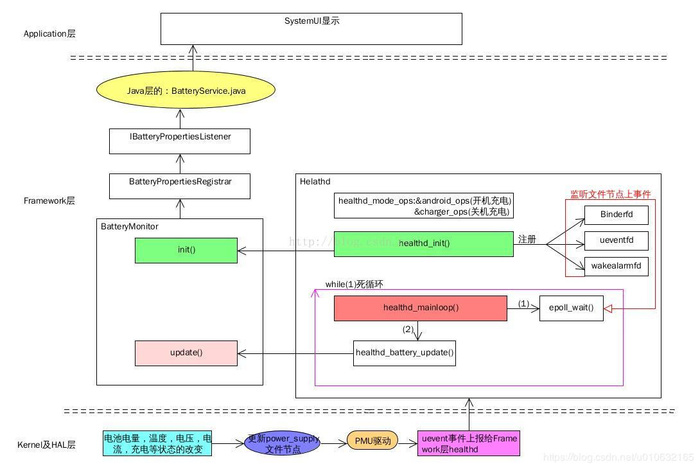 SystemUI显示
Application层
Java层的：BatteryService.java
IBatteryPropertiesListener
BatteryPropertiesRegistrar
Framework层
Helathd
healthd_mode_ops:&android_ops(开机充电)
&charger_ops(关机充电)
监听文件节点上事件
Binderfd
BatteryMonitor
init()
healthd_init()
注册
ueventfd
wakealarmfd
while(1)死循环
healthd_mainloop()
(1)
epoll_wait()
(2)
update()
healthd_battery_update()
电池电量，温度，电压，电
流，充电等状态的改变
更新power_supply
文件节点
PMU驱动
uevent事件上报给Frame
work层healthd
Kernel及HAL层